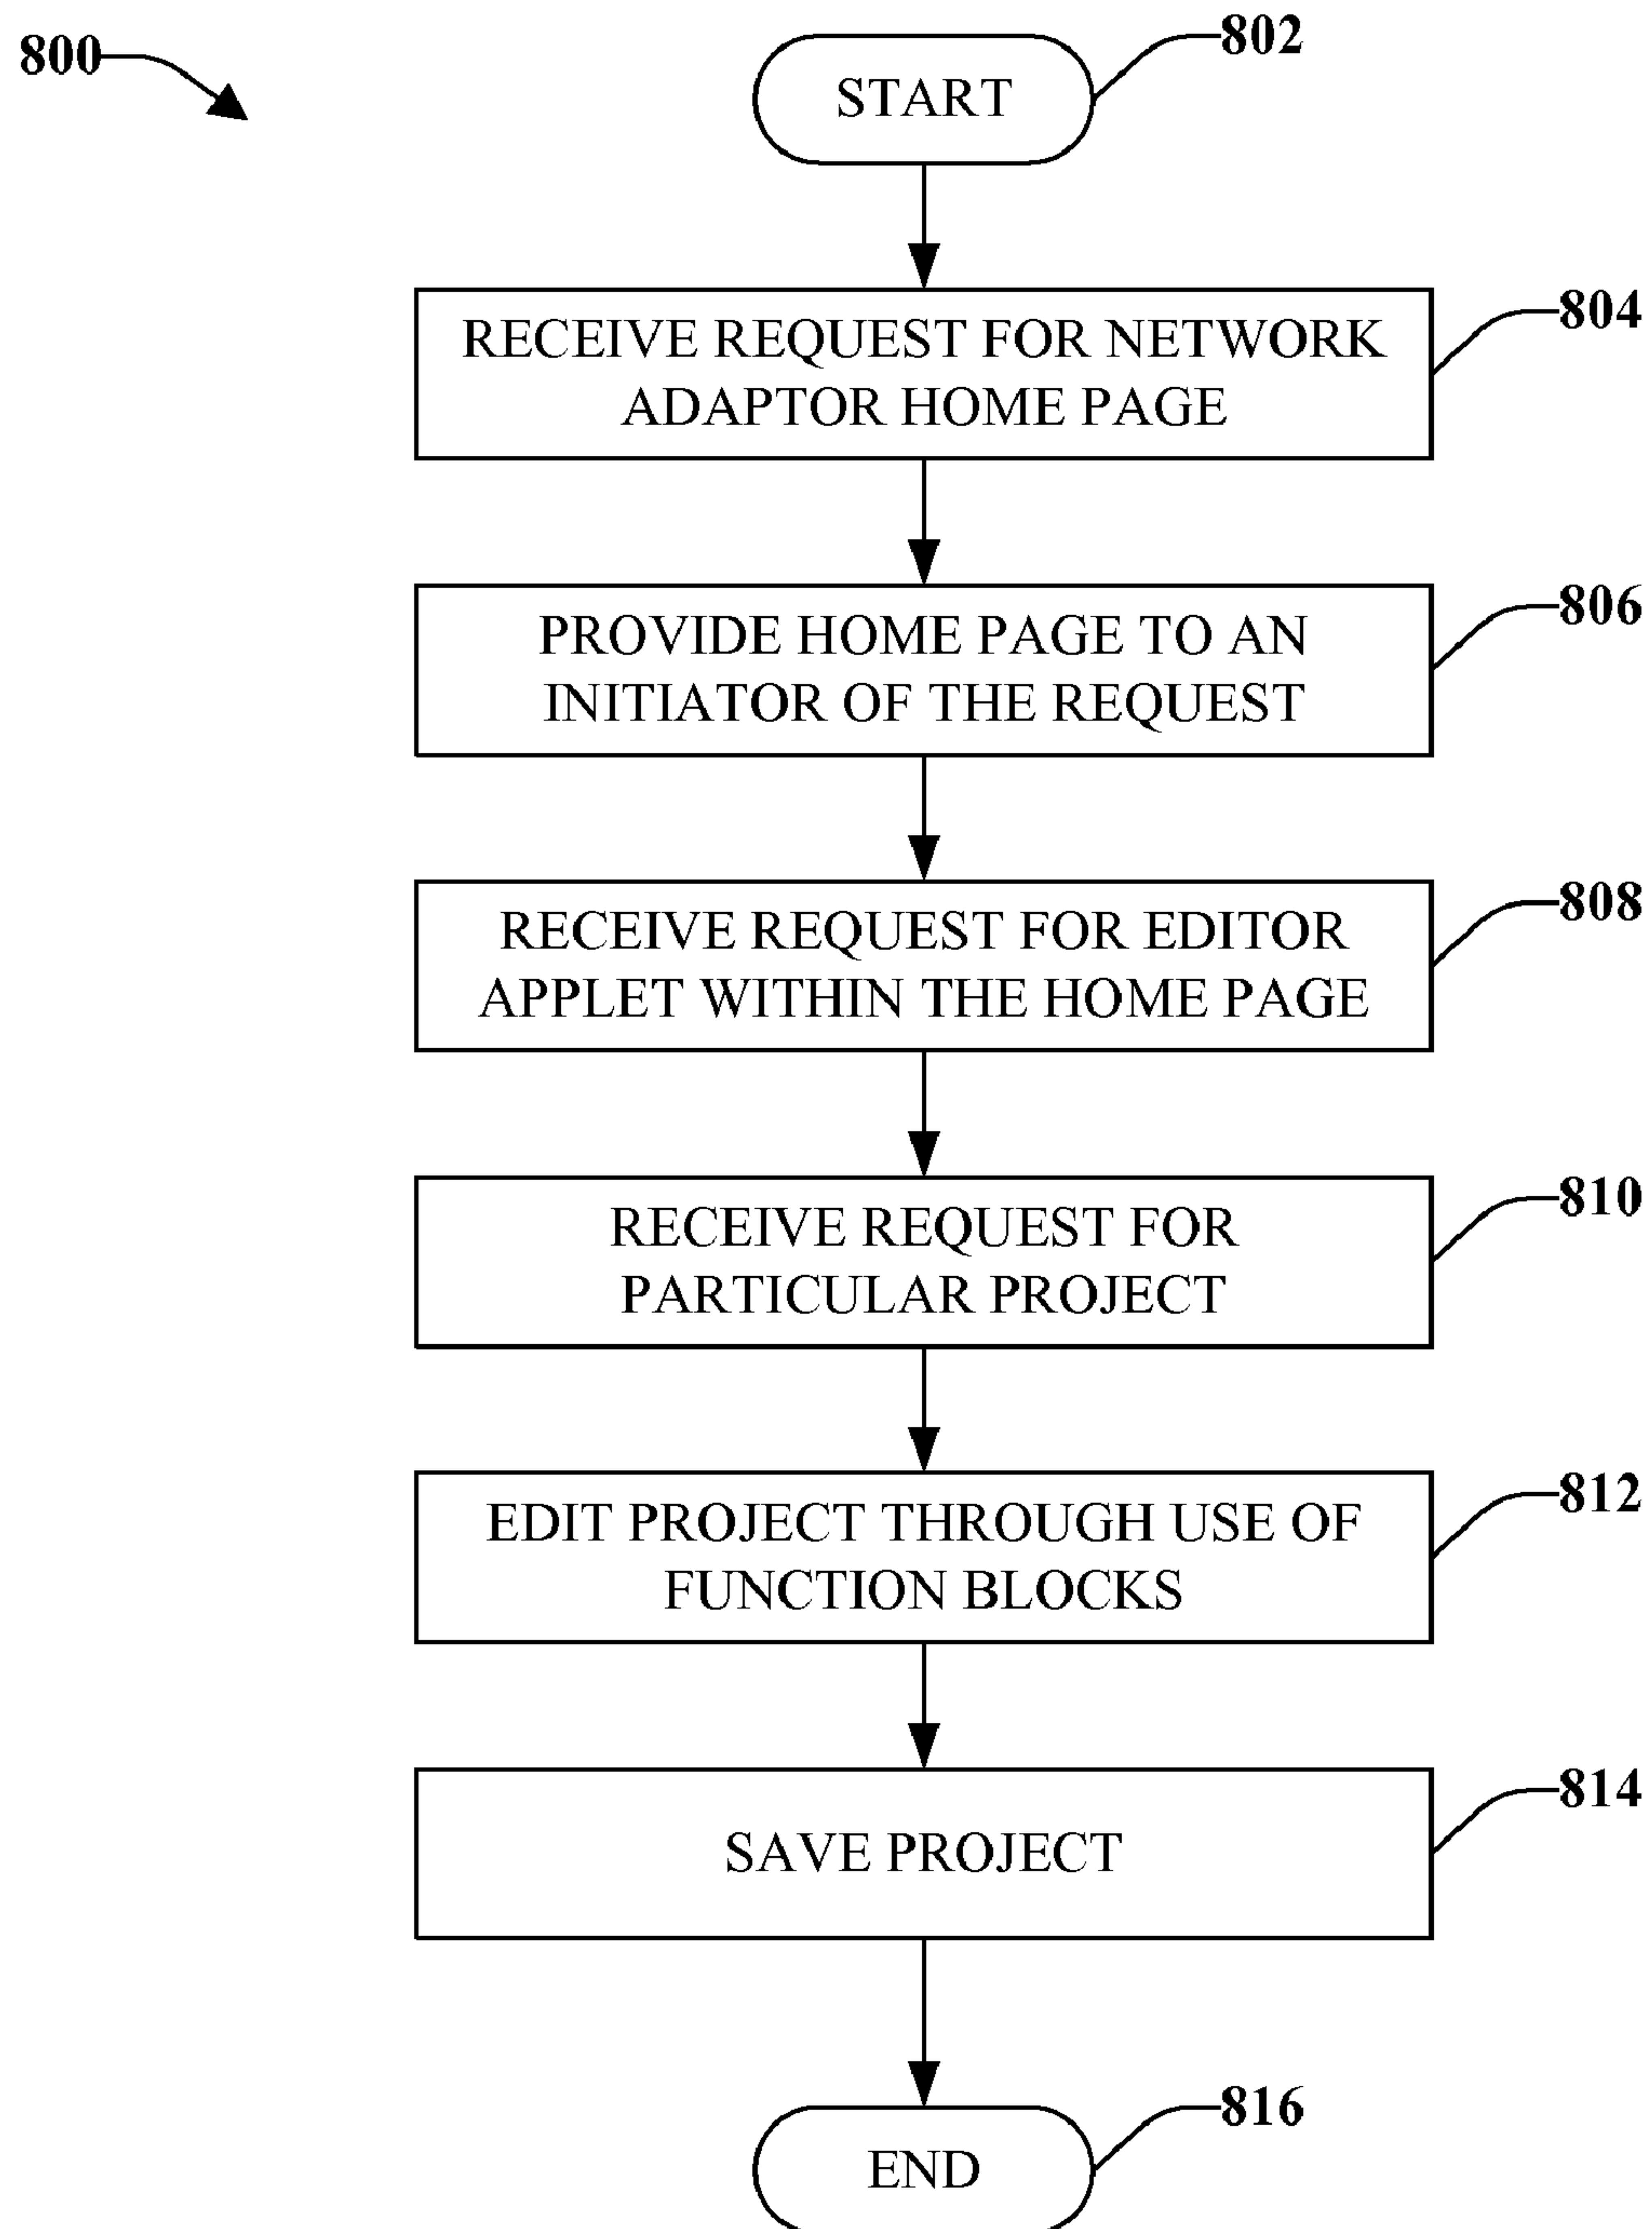 800
802
START
804
RECEIVE REQUEST FOR NETWORK
ADAPTOR HOME PAGE
806
PROVIDE HOME PAGE TO AN
INITIATOR OF THE REQUEST
808
RECEIVE REQUEST FOR EDITOR
APPLET WITHIN THE HOME PAGE
810
RECEIVE REQUEST FOR
PARTICULAR PROJECT
812
EDIT PROJECT THROUGH USE OF
FUNCTION BLOCKS
814
SAVE PROJECT
816
END